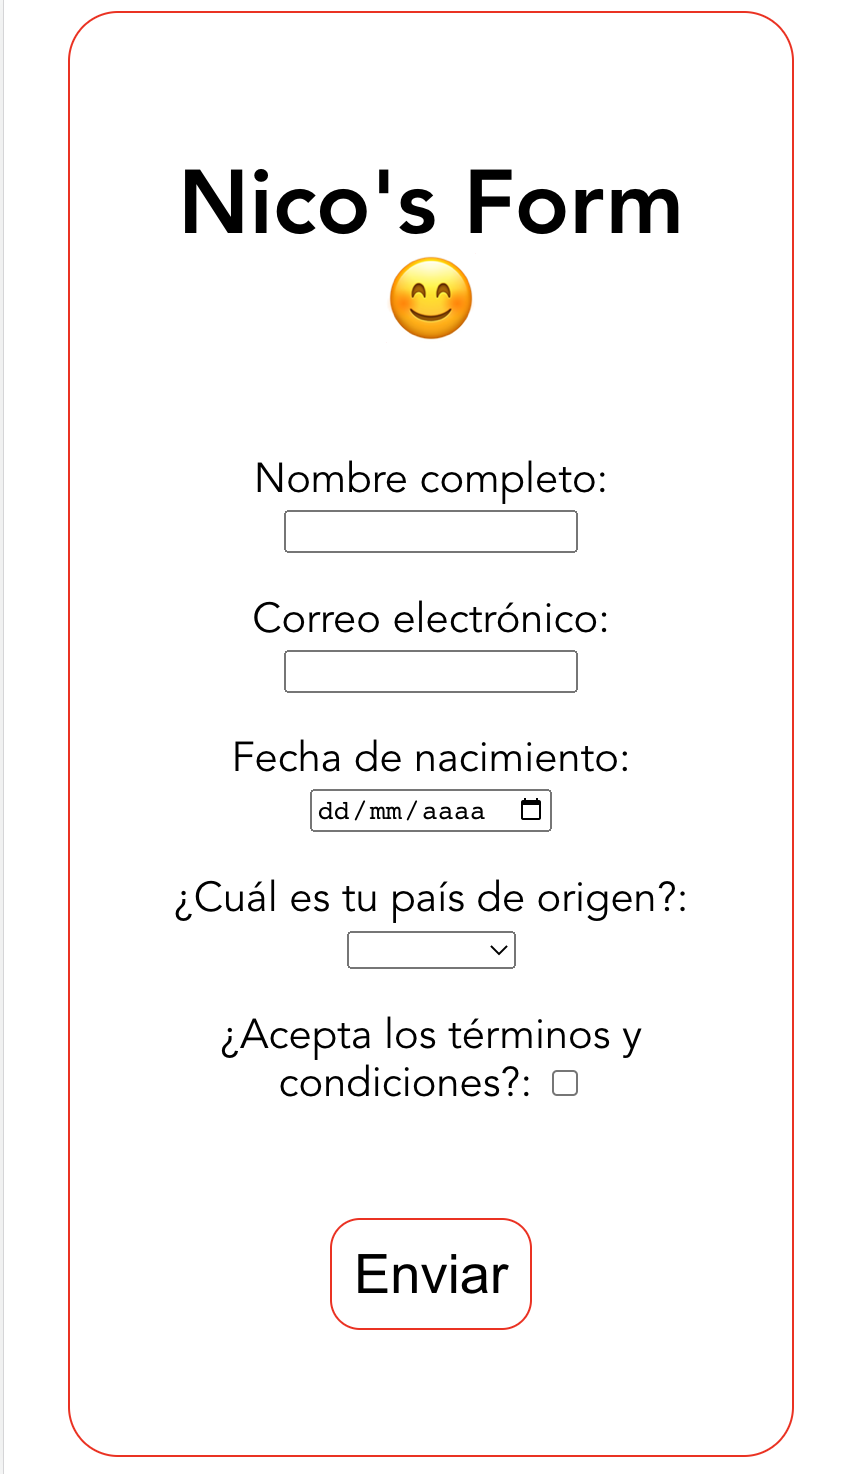 Nico's Form
😊
Nombre completo:
Correo electrónico:
Fecha de nacimiento:
dd/mm/aaaa
¿Cuál es tu país de origen?:
¿Acepta los términos y
condiciones?:
Enviar